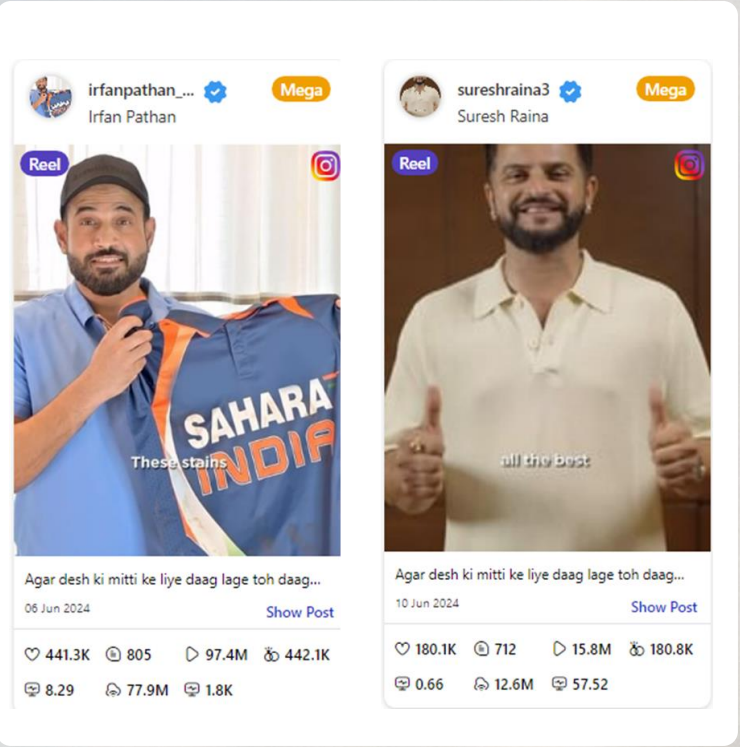 irfanpathan_...
Mega
Irfan Pathan
Reel
SAHARA
INDIA
These stains
Agar desh ki mitti ke liye daag lage toh daag...
06 Jun 2024
Show Post
441.3K 805 97.4M 442.1K
8.29 77.9M 1.8K
sureshraina3
Mega
Suresh Raina
Reel
all the best
Agar desh ki mitti ke liye daag lage toh daag...
10 Jun 2024
Show Post
180.1K 712 15.8M 180.8K
0.66 12.6M 57.52